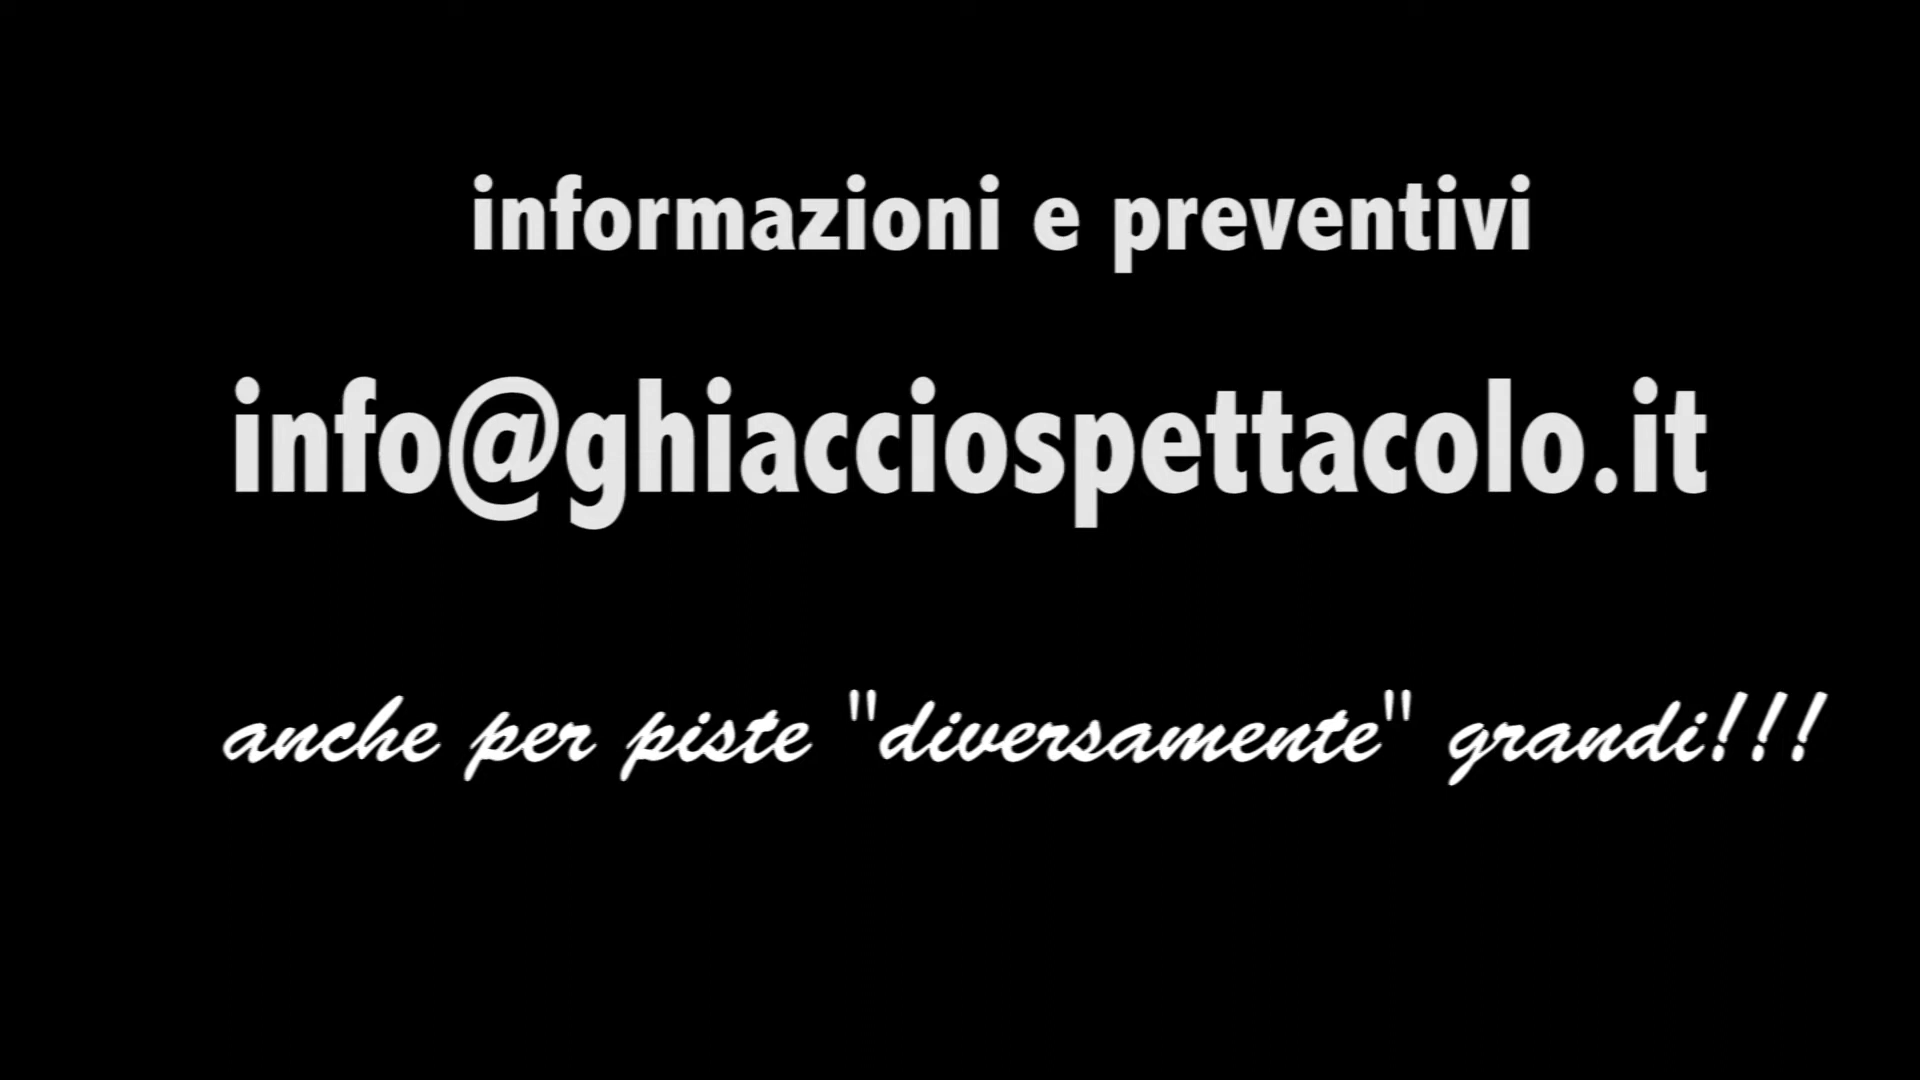 informazioni e preventivi
info@ghiacciospettacolo.it
anche per piste "diversamente" grandi!!!